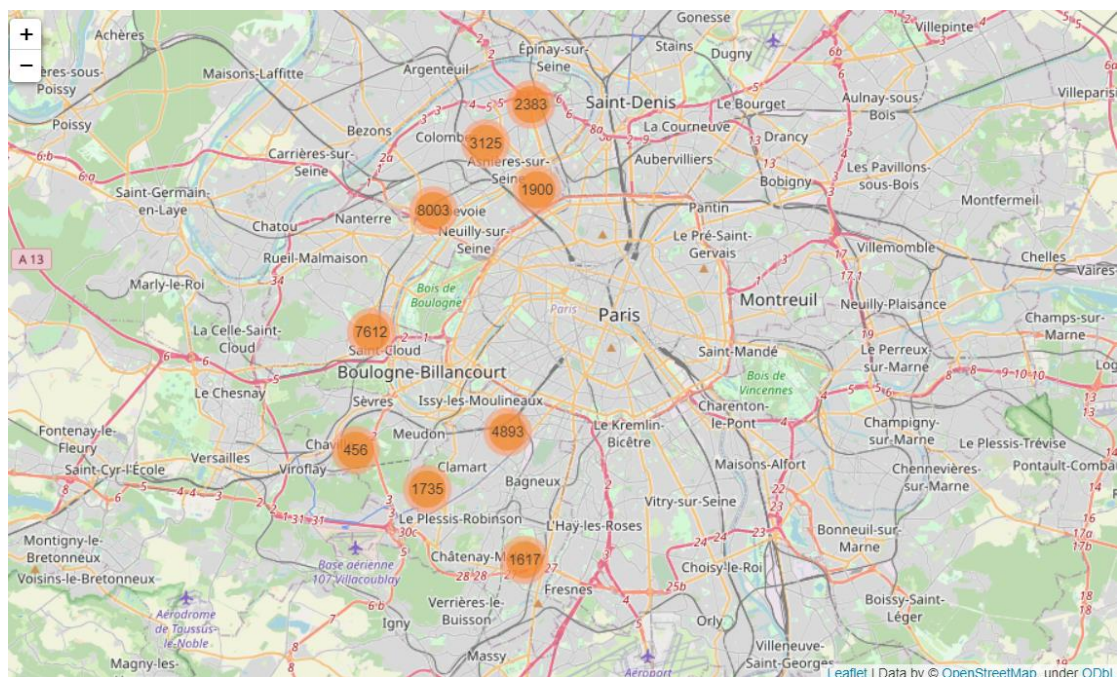 +
−
Achères
Gonesse
Villepinte
Stains
Dugny
Épinay-sur-
Seine
Maisons-Laffitte
Argenteuil
Poissy
Poissy
Saint-Denis
Le Bourget
Aulnay-sous-
Bois
Villeparisi
2383
Bezons
3125
La Courneuve
Drancy
Carrières-sur-
Seine
Aubervilliers
Les Pavillons-
sous-Bois
Saint-Germain-
en-Laye
1900
Bobigny
Montfermeil
8003
Nanterre
Pantin
Chatou
Neuilly-sur-
Seine
Le Pré-Saint-
Gervais
Villemomble
Chelles
A 13
Rueil-Malmaison
Vaires-
Marly-le-Roi
Bois de
Boulogne
Paris
Paris
Montreuil
Neuilly-Plaisance
7612
La Celle-Saint-
Cloud
Saint-Cloud
Champs-sur-
Marne
Saint-Mandé
Le Perreux-
sur-Marne
Boulogne-Billancourt
Bois de
Vincennes
Le Chesnay
Sèvres
Issy-les-Moulineaux
Charenton-
le-Pont
Champigny-
sur-Marne
Fontenay-le-
Fleury
4893
Le Kremlin-
Bicêtre
Meudon
Le Plessis-Trévise
456
Versailles
Viroflay
Saint-Cyr-l'École
Clamart
Maisons-Alfort
Chennevières-
sur-Marne
Pontault-Comba
Bagneux
1735
Vitry-sur-Seine
Le Plessis-Robinson
L'Haÿ-les-Roses
Bonneuil-sur-
Marne
Montigny-le-
Bretonneux
Base aérienne
107 Villacoublay
1617
Choisy-le-Roi
Voisins-le-Bretonneux
Fresnes
Aérodrome
de Toussus-
le-Noble
Verrières-le-
Buisson
Igny
Boissy-Saint-
Léger
Orly
Massy
Villeneuve-
Saint-Georges
Magny-les-
Aéroport
Leaflet | Data by © OpenStreetMap, under ODbL